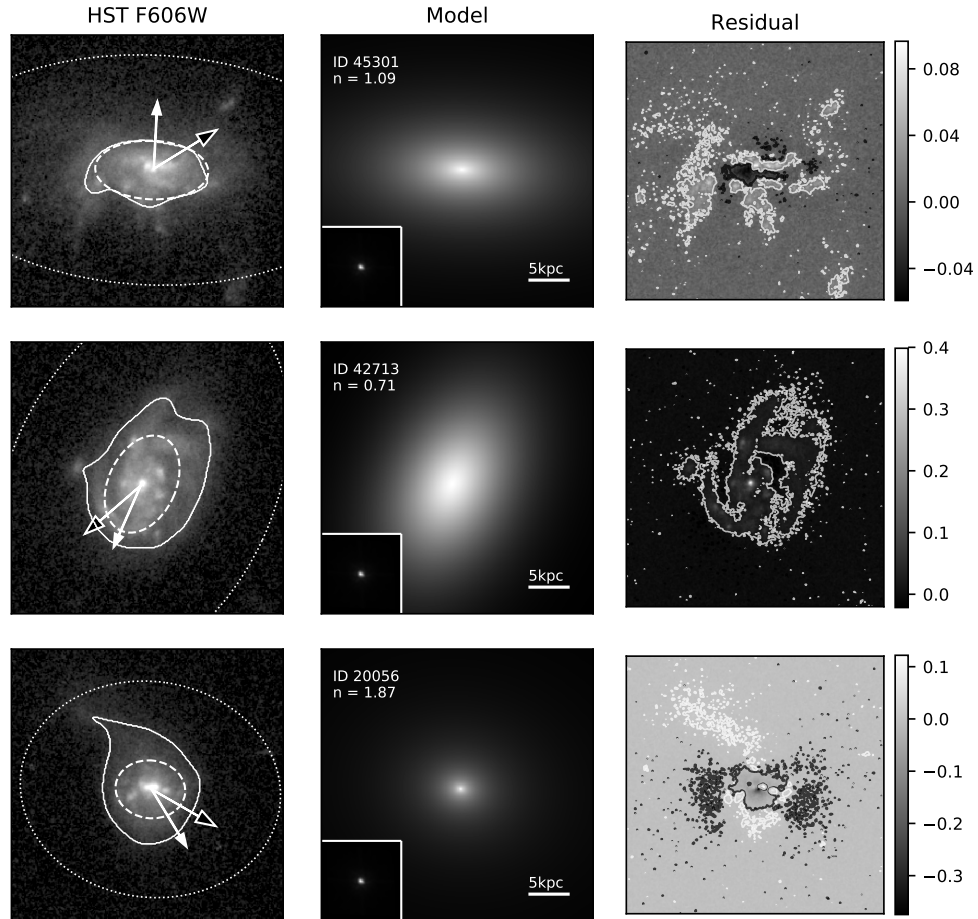 HST F606W
Model
Residual
ID 45301
n = 1.09
5kpc
0.08
0.04
0.00
−0.04
ID 42713
n = 0.71
5kpc
0.4
0.3
0.2
0.1
0.0
ID 20056
n = 1.87
5kpc
0.1
0.0
−0.1
−0.2
−0.3